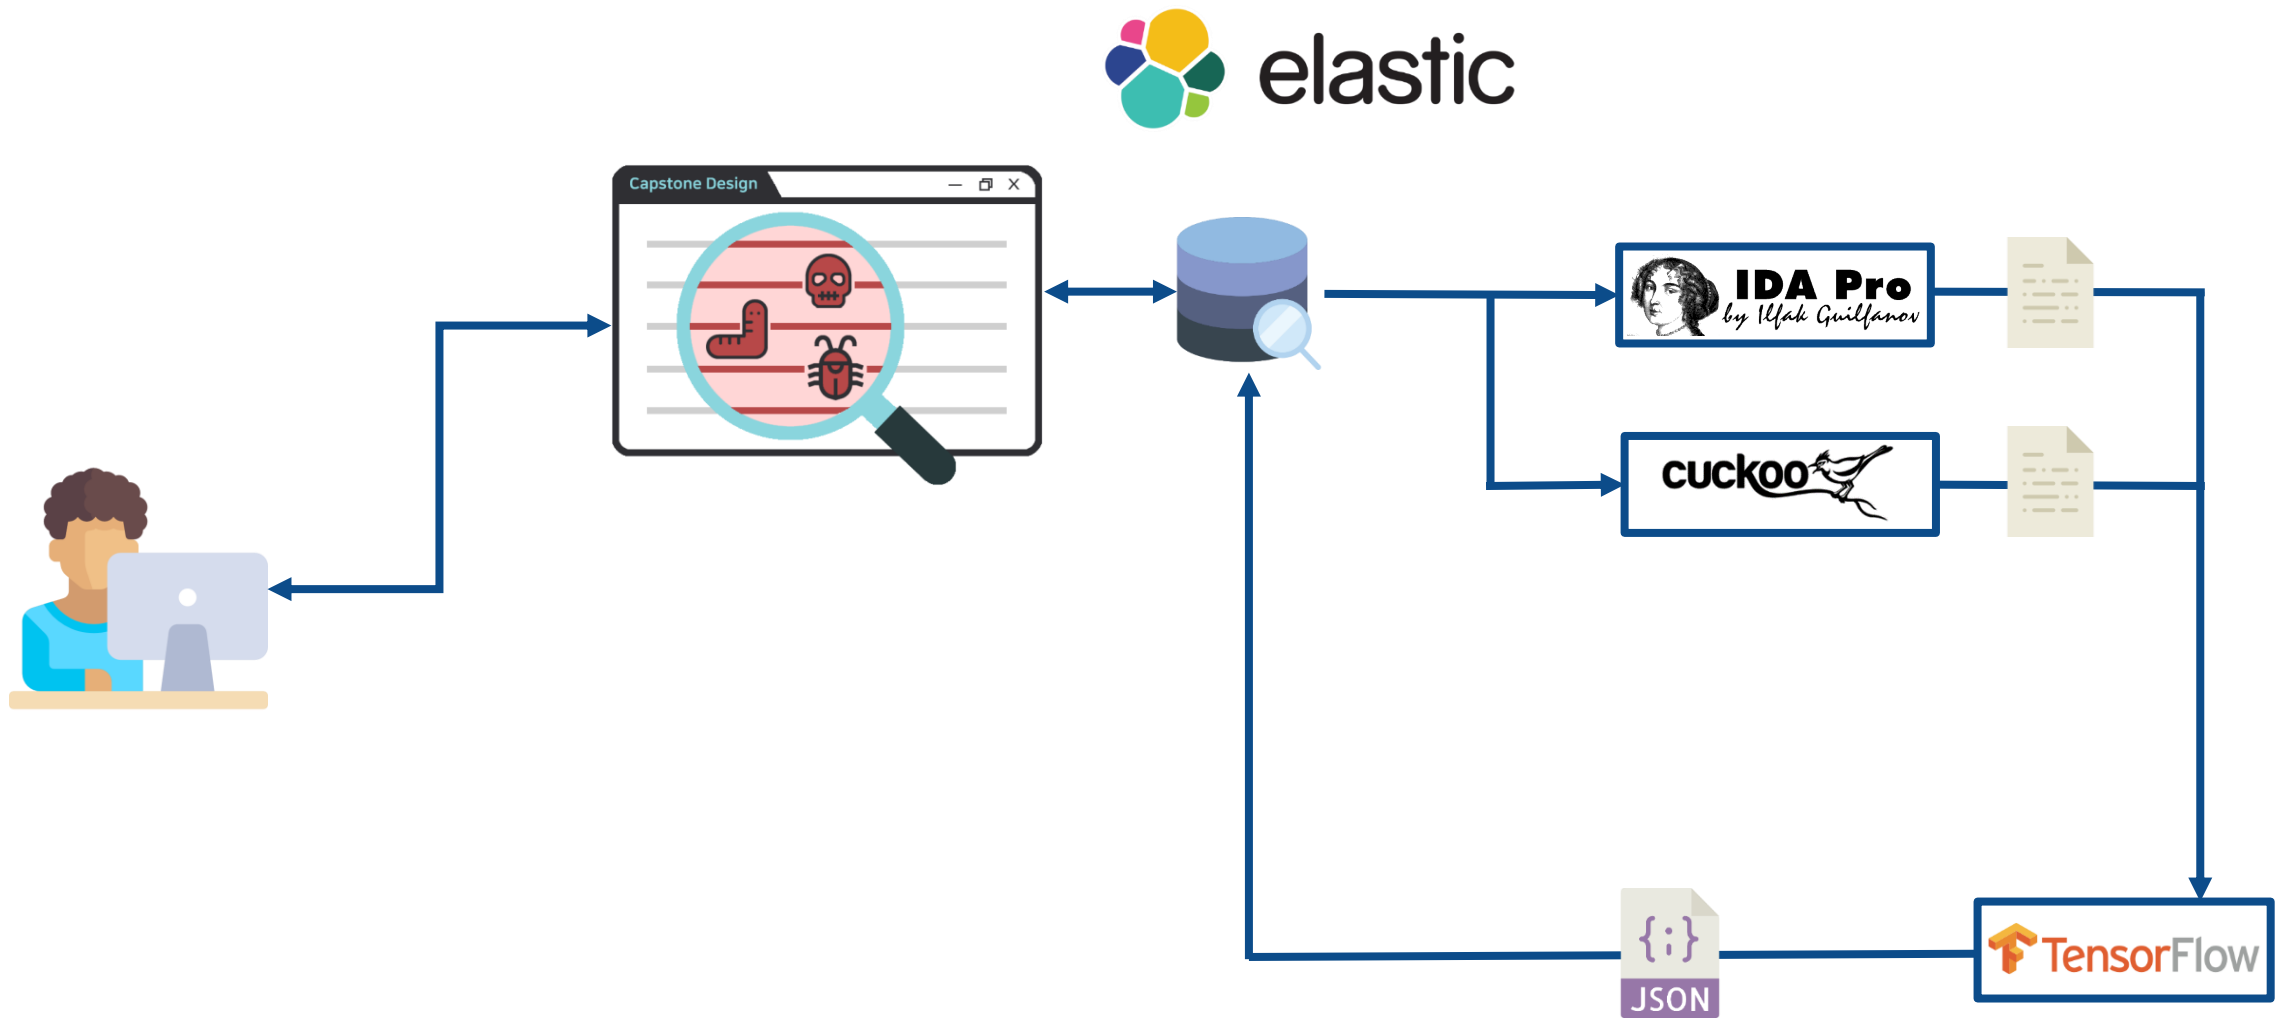 elastic
Capstone Design
IDA Pro
by Ilfak Guilfanov
cuckoo
{;}
JSON
TensorFlow